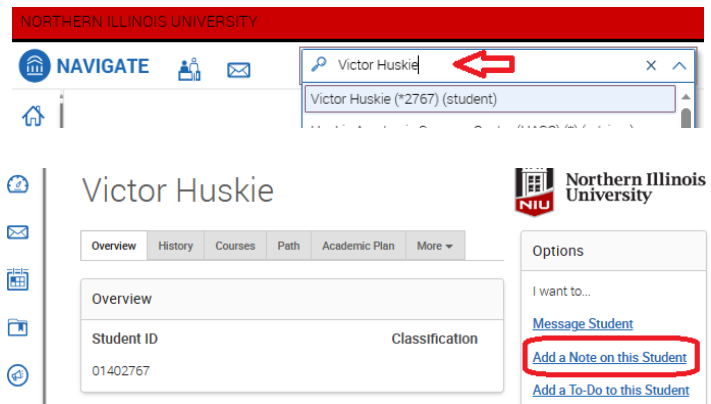 NORTHERN ILLINOIS UNIVERSITY
NAVIGATE
Victor Huskie
Victor Huskie (*2767) (student)
Victor Huskie
Northern Illinois
University
NIU
Overview History Courses Path Academic Plan More
Options
Overview
I want to...
Student ID Classification
Message Student
01402767
Add a Note on this Student
Add a To-Do to this Student